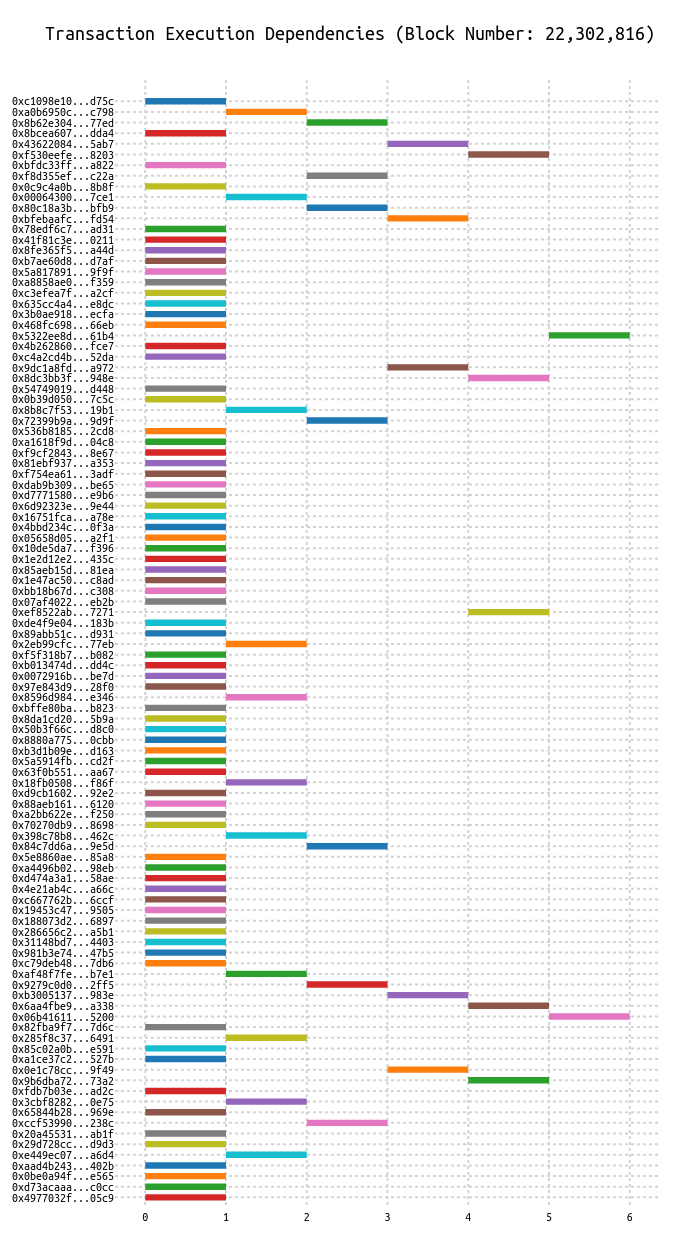 Transaction Execution Dependencies (Block Number: 22,302,816)
0xc1098e10...d75c
0xa0b6950c...c798
0x8b62e304...77ed
0x8bcea607...dda4
0x43622084...5ab7
0xf530eefe...8203
0xbfdc33ff...a822
0xf8d355ef...c22a
0x0c9c4a0b...8b8f
0x00064300...7ce1
0x80c18a3b...bfb9
0xbfebaafc...fd54
0x78edf6c7...ad31
0x41f81c3e...0211
0x8fe365f5...a44d
0xb7ae60d8...d7af
0x5a817891...9f9f
0xa8858ae0...f359
0xc3efea7f...a2cf
0x635cc4a4...e8dc
0x3b0ae918...ecfa
0x468fc698...66eb
0x5322ee8d...61b4
0x4b262860...fce7
0xc4a2cd4b...52da
0x9dc1a8fd...a972
0x8dc3bb3f...948e
0x54749019...d448
0x0b39d050...7c5c
0x8b8c7f53...19b1
0x72399b9a...9d9f
0x536b8185...2cd8
0xa1618f9d...04c8
0xf9cf2843...8e67
0x81ebf937...a353
0xf754ea61...3adf
0xdab9b309...be65
0xd7771580...e9b6
0x6d92323e...9e44
0x16751fca...a78e
0x4bbd234c...0f3a
0x05658d05...a2f1
0x10de5da7...f396
0x1e2d12e2...435c
0x85aeb15d...81ea
0x1e47ac50...c8ad
0xbb18b67d...c308
0x07af4022...eb2b
0xef8522ab...7271
0xde4f9e04...183b
0x89abb51c...d931
0x2eb99cfc...77eb
0xf5f318b7...b082
0xb013474d...dd4c
0x0072916b...be7d
0x97e843d9...28f0
0x8596d984...e346
0xbffe80ba...b823
0x8da1cd20...5b9a
0x50b3f66c...d8c0
0x8880a775...0cbb
0xb3d1b09e...d163
0x5a5914fb...cd2f
0x63f0b551...aa67
0x18fb0508...f86f
0xd9cb1602...92e2
0x88aeb161...6120
0xa2bb622e...f250
0x70270db9...8698
0x398c78b8...462c
0x84c7dd6a...9e5d
0x5e8860ae...85a8
0xa4496b02...98eb
0xd474a3a1...58ae
0x4e21ab4c...a66c
0xc667762b...6ccf
0x19453c47...9505
0x188073d2...6897
0x286656c2...a5b1
0x31148bd7...4403
0x981b3e74...47b5
0xc79deb48...7db6
0xaf48f7fe...b7e1
0x9279c0d0...2ff5
0xb3005137...983e
0x6aa4fbe9...a338
0x06b41611...5200
0x82fba9f7...7d6c
0x285f8c37...6491
0x85c02a0b...e591
0xa1ce37c2...527b
0x0e1c78cc...9f49
0x9b6dba72...73a2
0xfdb7b03e...ad2c
0x3cbf8282...0e75
0x65844b28...969e
0xccf53990...238c
0x20a45531...ab1f
0x29d728cc...d9d3
0xe449ec07...a6d4
0xaad4b243...402b
0x0be0a94f...e565
0xd73acaaa...c0cc
0x4977032f...05c9
0 1 2 3 4 5 6